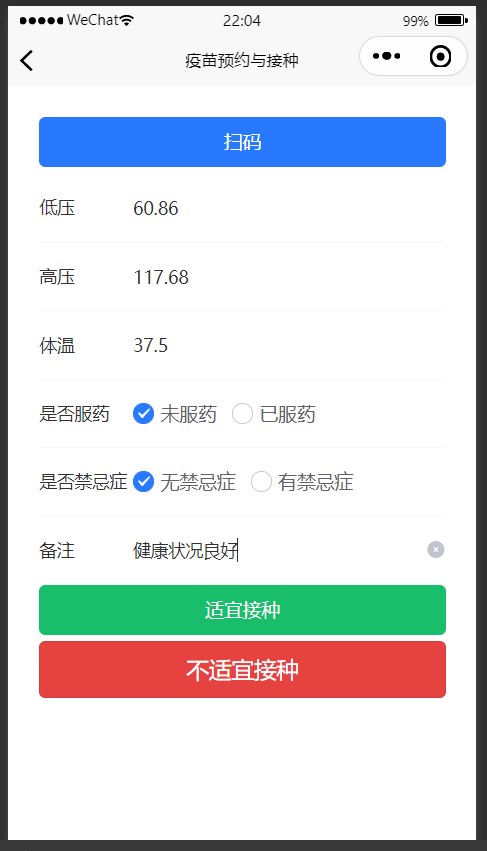 WeChat 22:04 99%
疫苗预约与接种
扫码
低压 60.86
高压 117.68
体温 37.5
是否服药 未服药 已服药
是否禁忌症 无禁忌症 有禁忌症
备注 健康状况良好
适宜接种
不适宜接种